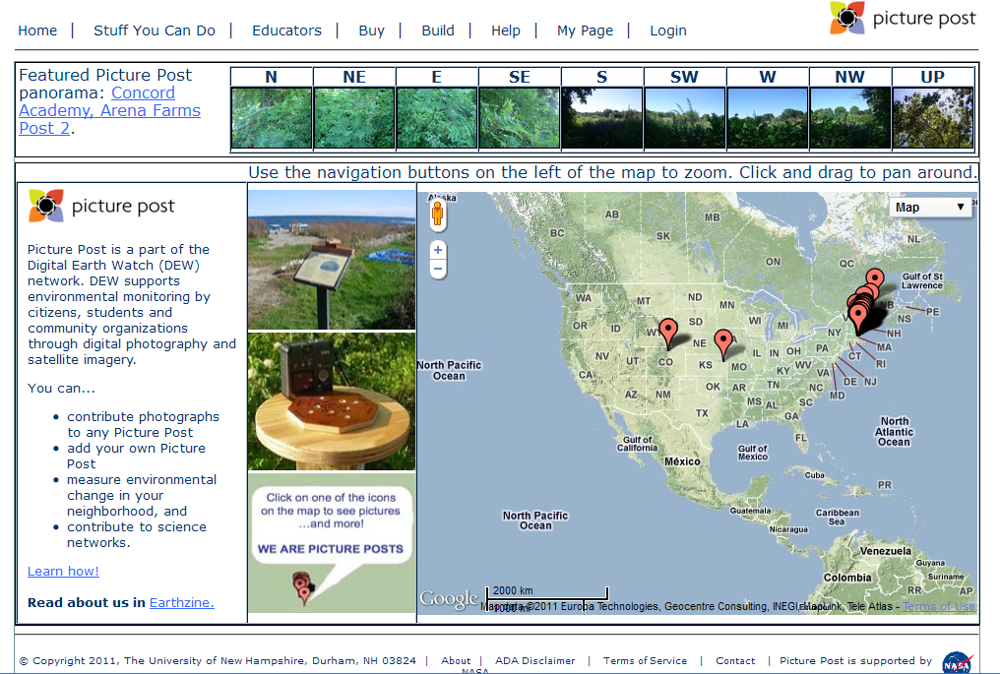 Home | Stuff You Can Do | Educators | Buy | Build | Help | My Page | Login
picture post
Featured Picture Post
panorama: Concord
Academy, Arena Farms
Post 2.
N NE E SE S SW W NW UP
Use the navigation buttons on the left of the map to zoom. Click and drag to pan around.
picture post
Picture Post is a part of the
Digital Earth Watch (DEW)
network. DEW supports
environmental monitoring by
citizens, students and
community organizations
through digital photography and
satellite imagery.
You can...
• contribute photographs
to any Picture Post
• add your own Picture
Post
• measure environmental
change in your
neighborhood, and
• contribute to science
networks.
Learn how!
Read about us in Earthzine.
Click on one of the icons
on the map to see pictures
...and more!
WE ARE PICTURE POSTS
Alaska
Map ▼
+
−
AB
MB
BC
SK
NL
ON
QC
Gulf of St
Lawrence
WA
MT
ND
MN
NB
PE
NS
OR
ID
SD
WI
MI
NY
NH
MA
NE
IL IN OH PA
CT
RI
NV
UT
CO
KS
MO
WV
KY
VA
DE NJ
MD
CA
AZ
NM
OK
AR
TN
NC
SC
MS
AL
GA
TX
LA
FL
North Pacific
Ocean
North
Atlantic
Ocean
Gulf of
California
Gulf of
Mexico
México
Cuba
PR
Guatemala
Caribbean
Sea
Nicaragua
North Pacific
Ocean
Venezuela
Guyana
Suriname
Colombia
RR
AP
Google
2000 km
1000 mi
Map data ©2011 Europa Technologies, Geocentre Consulting, INEGI, MapLink, Tele Atlas - Terms of Use
© Copyright 2011, The University of New Hampshire, Durham, NH 03824 | About | ADA Disclaimer | Terms of Service | Contact | Picture Post is supported by
NASA
NASA